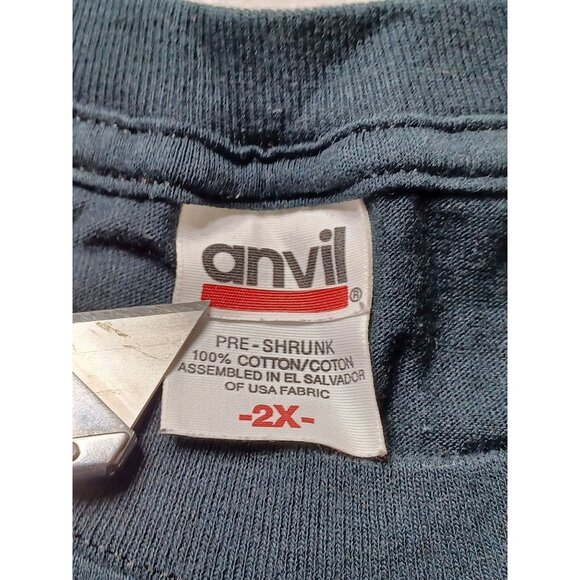 anvil®
PRE-SHRUNK
100% COTTON/COTON
ASSEMBLED IN EL SALVADOR
OF USA FABRIC
-2X-